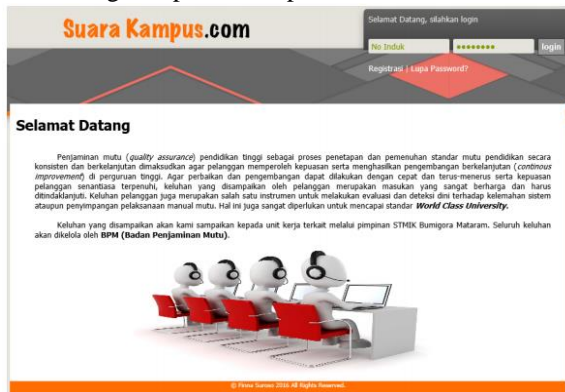 Suara Kampus.com
Selamat Datang, silahkan login
No Induk
login
Registrasi | Lupa Password?
Selamat Datang
Penjaminan mutu (quality assurance) pendidikan tinggi sebagai proses penetapan dan pemenuhan standar mutu pendidikan secara
konsisten dan berkelanjutan dimaksudkan agar pelanggan memperoleh kepuasan serta menghasilkan pengembangan berkelanjutan (continous
improvement) di perguruan tinggi. Agar perbaikan dan pengembangan dapat dilakukan dengan cepat dan terus-menerus serta kepuasan
pelanggan senantiasa terpenuhi, keluhan yang disampaikan oleh pelanggan merupakan masukan yang sangat berharga dan harus
ditindaklanjuti. Keluhan pelanggan juga merupakan salah satu instrumen untuk melakukan evaluasi dan deteksi dini terhadap kelemahan sistem
ataupun penyimpangan pelaksanaan manual mutu. Hal ini juga sangat diperlukan untuk mencapai standar World Class University.
Keluhan yang disampaikan akan kami sampaikan kepada unit kerja terkait melalui pimpinan STMIK Bumigora Mataram. Seluruh keluhan
akan dikelola oleh BPM (Badan Penjaminan Mutu).
2016 All Rights Reserved.